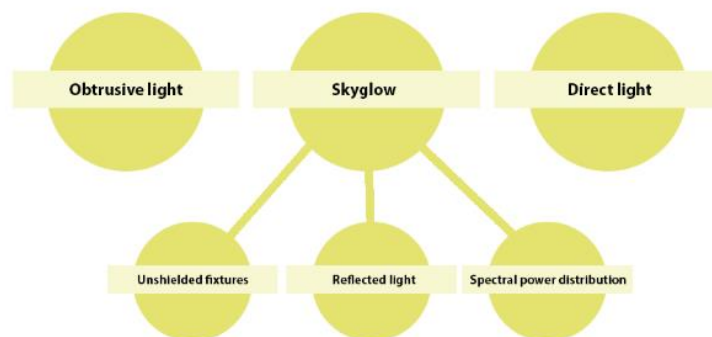 Obtrusive light
Skyglow
Direct light
Unshielded fixtures
Reflected light
Spectral power distribution